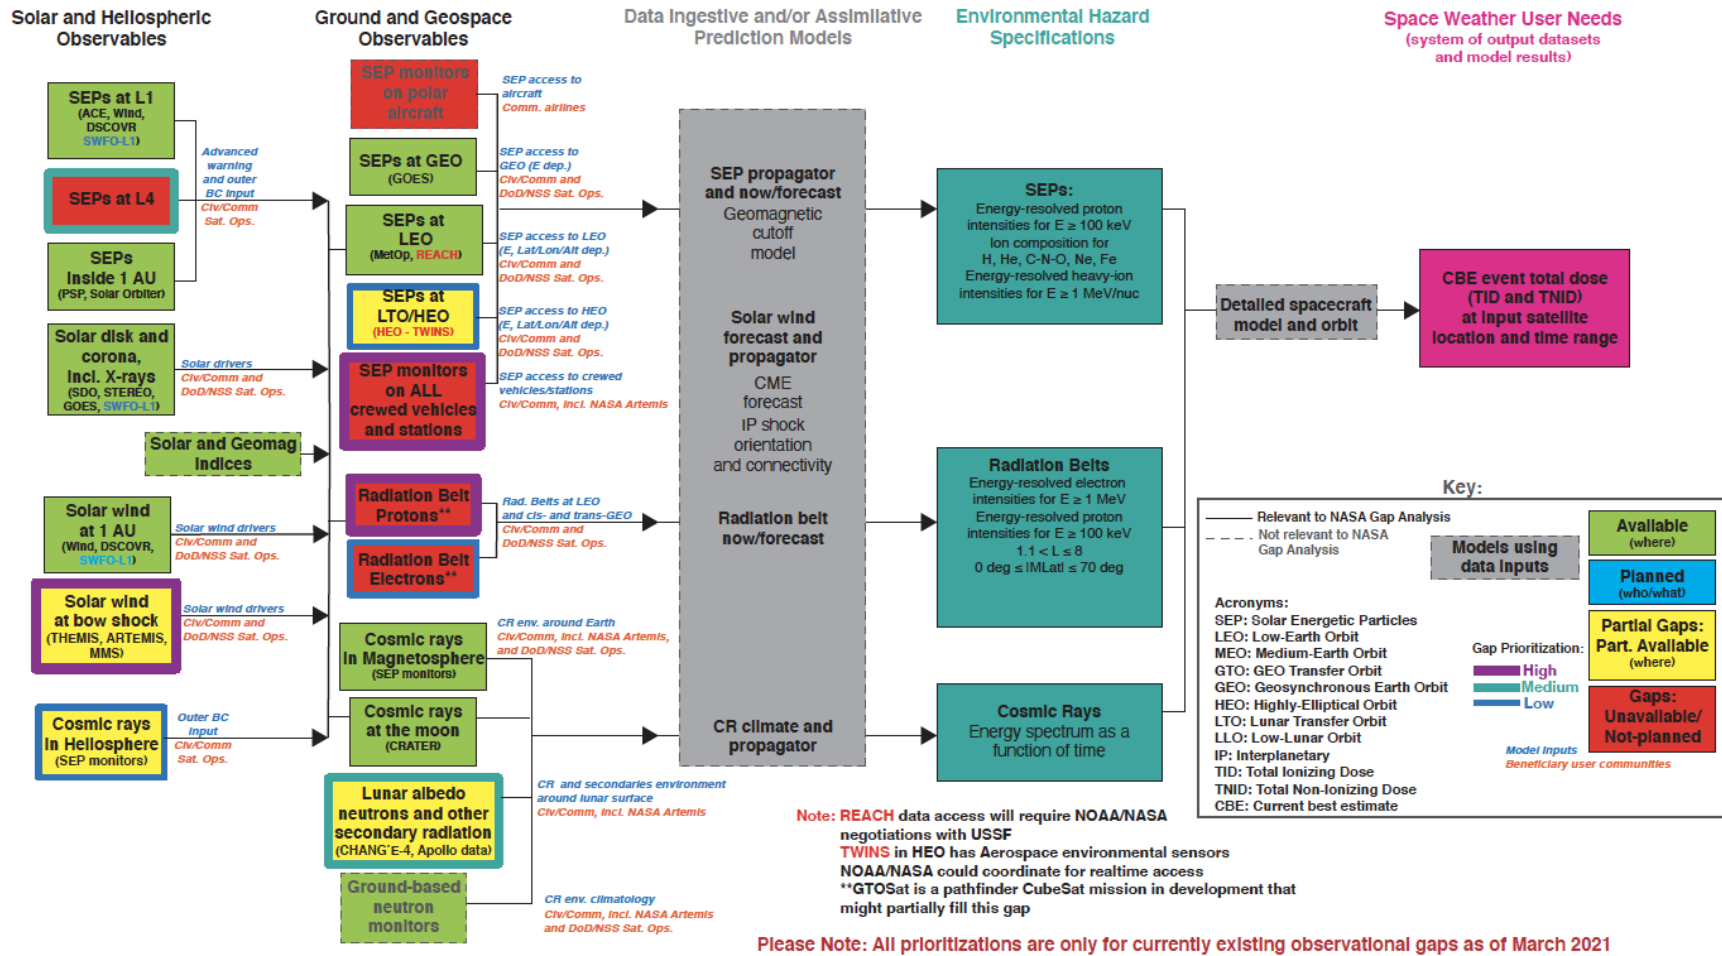 Solar and Heliospheric
Observables
Ground and Geospace
Observables
Data Ingestive and/or Assimilative
Prediction Models
Environmental Hazard
Specifications
Space Weather User Needs
(system of output datasets
and model results)
SEPs at L1
(ACE, Wind,
DSCOVR
SWFO-L1)
SEPs at L4
SEPs
Inside 1 AU
(PSP, Solar Orbiter)
Advanced
warning
and outer
BC Input
Civ/Comm
Sat. Ops.
Solar disk and
corona,
Incl. X-rays
(SDO, STEREO,
GOES, SWFO-L1)
Solar drivers
Civ/Comm and
DoD/NSS Sat. Ops.
Solar and Geomag
Indices
Solar wind
at 1 AU
(Wind, DSCOVR,
SWFO-L1)
Solar wind drivers
Civ/Comm and
DoD/NSS Sat. Ops.
Solar wind
at bow shock
(THEMIS, ARTEMIS,
MMS)
Solar wind drivers
Civ/Comm and
DoD/NSS Sat. Ops.
Cosmic rays
In Heliosphere
(SEP monitors)
Outer BC
Input
Civ/Comm
Sat. Ops.
SEP monitors
on polar
aircraft
SEP access to
aircraft
Comm. airlines
SEPs at GEO
(GOES)
SEP access to
GEO (E dep.)
Civ/Comm and
DoD/NSS Sat. Ops.
SEPs at
LEO
(MetOp, REACH)
SEP access to LEO
(E, Lat/Lon/Alt dep.)
Civ/Comm and
DoD/NSS Sat. Ops.
SEPs at
LTO/HEO
(HEO - TWINS)
SEP access to HEO
(E, Lat/Lon/Alt dep.)
Civ/Comm and
DoD/NSS Sat. Ops.
SEP monitors
on ALL
crewed vehicles
and stations
SEP access to crewed
vehicles/stations
Civ/Comm, Incl. NASA Artemis
Radiation Belt
Protons**
Radiation Belt
Electrons**
Rad. Belts at LEO
and cis- and trans-GEO
Civ/Comm and
DoD/NSS Sat. Ops.
Cosmic rays
In Magnetosphere
(SEP monitors)
CR env. around Earth
Civ/Comm, Incl. NASA Artemis,
and DoD/NSS Sat. Ops.
Cosmic rays
at the moon
(CRATER)
Lunar albedo
neutrons and other
secondary radiation
(CHANG'E-4, Apollo data)
CR and secondaries environment
around lunar surface
Civ/Comm, Incl. NASA Artemis
Ground-based
neutron
monitors
CR env. climatology
Civ/Comm, Incl. NASA Artemis
and DoD/NSS Sat. Ops.
SEP propagator
and now/forecast
Geomagnetic
cutoff
model
Solar wind
forecast and
propagator
CME
forecast
IP shock
orientation
and connectivity
Radiation belt
now/forecast
CR climate and
propagator
SEPs:
Energy-resolved proton
intensities for E ≥ 100 keV
Ion composition for
H, He, C-N-O, Ne, Fe
Energy-resolved heavy-ion
intensities for E ≥ 1 MeV/nuc
Radiation Belts
Energy-resolved electron
intensities for E ≥ 1 MeV
Energy-resolved proton
intensities for E ≥ 100 keV
1.1 < L ≤ 8
0 deg ≤ |MLat| ≤ 70 deg
Cosmic Rays
Energy spectrum as a
function of time
Detailed spacecraft
model and orbit
CBE event total dose
(TID and TNID)
at input satellite
location and time range
Key:
Relevant to NASA Gap Analysis
Not relevant to NASA
Gap Analysis
Models using
data inputs
Available
(where)
Planned
(who/what)
Partial Gaps:
Part. Available
(where)
Gaps:
Unavailable/
Not-planned
Acronyms:
SEP: Solar Energetic Particles
LEO: Low-Earth Orbit
MEO: Medium-Earth Orbit
GTO: GEO Transfer Orbit
GEO: Geosynchronous Earth Orbit
HEO: Highly-Elliptical Orbit
LTO: Lunar Transfer Orbit
LLO: Low-Lunar Orbit
IP: Interplanetary
TID: Total Ionizing Dose
TNID: Total Non-Ionizing Dose
CBE: Current best estimate
Gap Prioritization:
High
Medium
Low
Model Inputs
Beneficiary user communities
Note: REACH data access will require NOAA/NASA
negotiations with USSF
TWINS in HEO has Aerospace environmental sensors
NOAA/NASA could coordinate for realtime access
**GTOSat is a pathfinder CubeSat mission in development that
might partially fill this gap
Please Note: All prioritizations are only for currently existing observational gaps as of March 2021